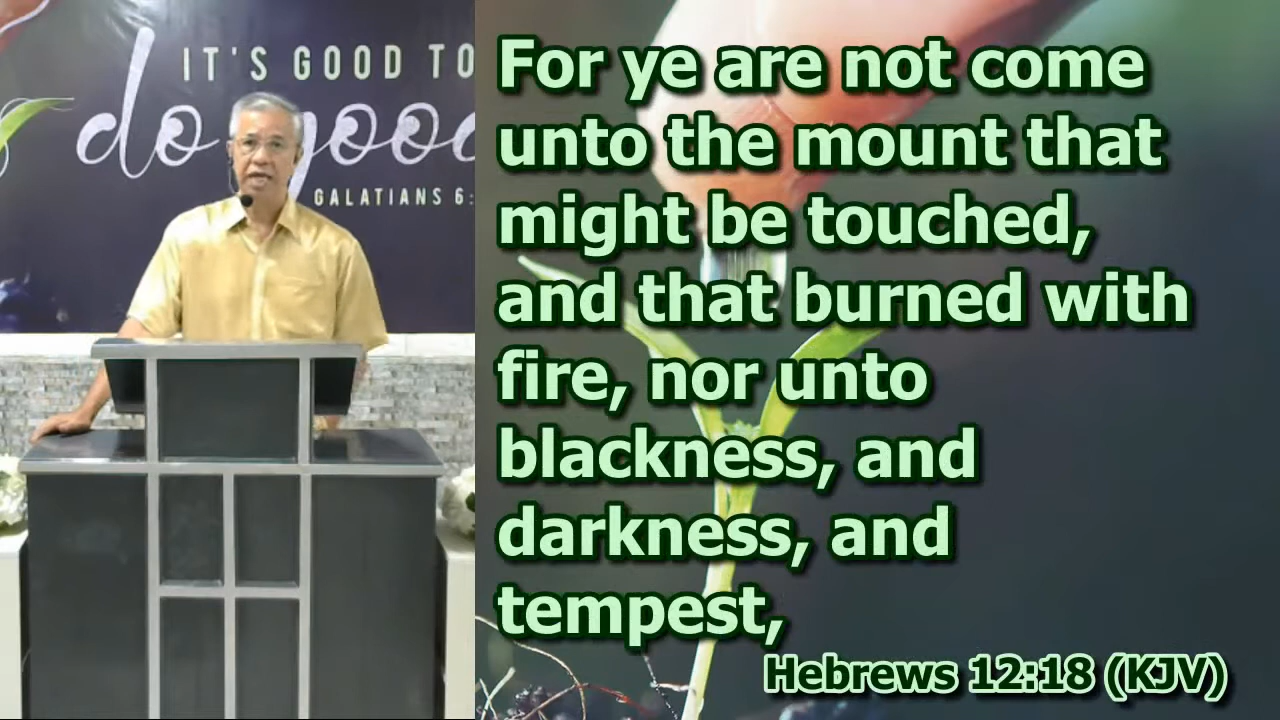 IT'S GOOD TO
do good
GALATIANS 6:
For ye are not come
unto the mount that
might be touched,
and that burned with
fire, nor unto
blackness, and
darkness, and
tempest,
Hebrews 12:18 (KJV)